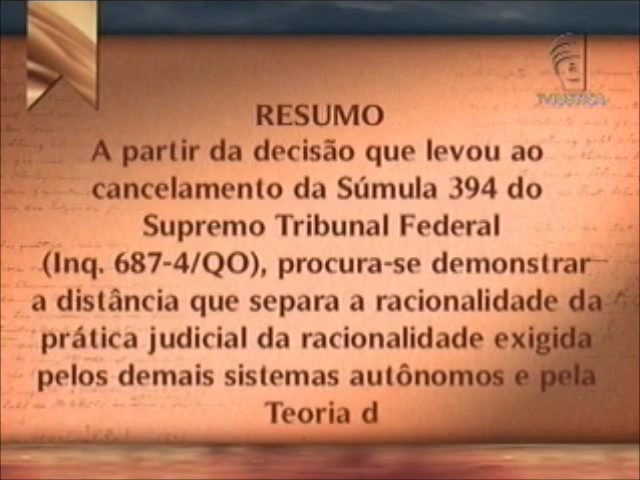 TV JUSTIÇA
RESUMO
A partir da decisão que levou ao
cancelamento da Súmula 394 do
Supremo Tribunal Federal
(Inq. 687-4/QO), procura-se demonstrar
a distância que separa a racionalidade da
prática judicial da racionalidade exigida
pelos demais sistemas autônomos e pela
Teoria d